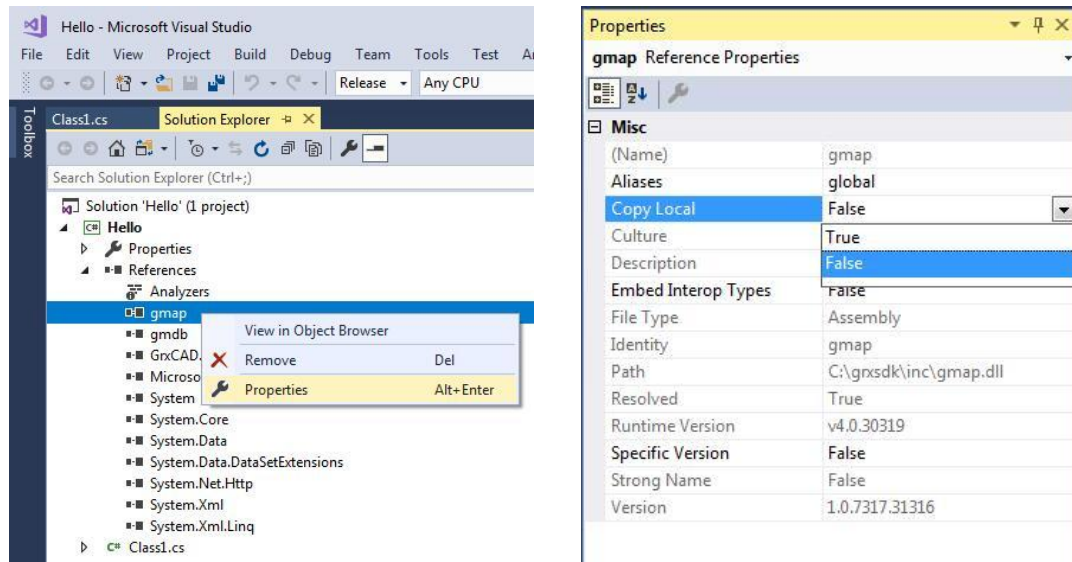 Hello - Microsoft Visual Studio
File Edit View Project Build Debug Team Tools Test
Release Any CPU
Toolbox
Class1.cs Solution Explorer
Search Solution Explorer (Ctrl+;)
Solution 'Hello' (1 project)
C# Hello
Properties
References
Analyzers
gmap
gmdb
GrxCAD.
Microso
System
System.Core
System.Data
System.Data.DataSetExtensions
System.Net.Http
System.Xml
System.Xml.Linq
C# Class1.cs
View in Object Browser
Remove Del
Properties Alt+Enter
Properties
gmap Reference Properties
Misc
(Name) gmap
Aliases global
Copy Local False
Culture True
Description False
Embed Interop Types False
File Type Assembly
Identity gmap
Path C:\grxsdk\inc\gmap.dll
Resolved True
Runtime Version v4.0.30319
Specific Version False
Strong Name False
Version 1.0.7317.31316